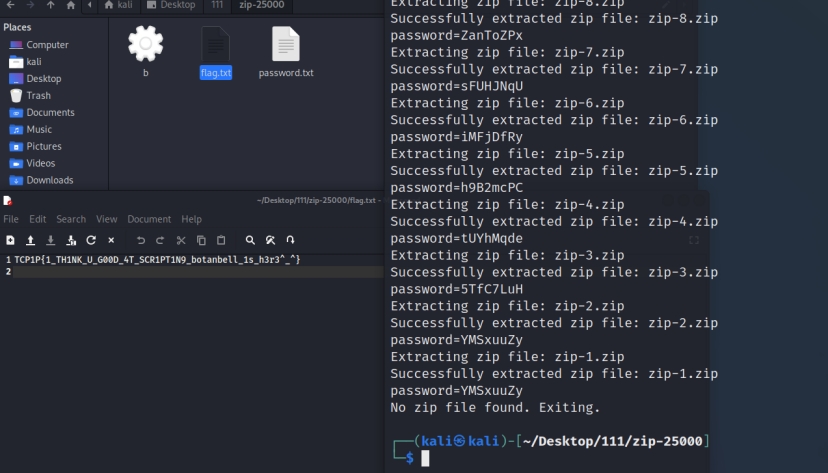 kali
Desktop
111
zip-25000
Places
Computer
kali
Desktop
Trash
Documents
Music
Pictures
Videos
Downloads
b
flag.txt
password.txt
~/Desktop/111/zip-25000/flag.txt -
File Edit Search View Document Help
1 TCP1P{1_TH1NK_U_G00D_4T_SCR1PT1N9_botanbell_1s_h3r3^_^}
2
Extracting zip file: zip-8.zip
Successfully extracted zip file: zip-8.zip
password=ZanToZPx
Extracting zip file: zip-7.zip
Successfully extracted zip file: zip-7.zip
password=sFUHJNqU
Extracting zip file: zip-6.zip
Successfully extracted zip file: zip-6.zip
password=iMFjDfRy
Extracting zip file: zip-5.zip
Successfully extracted zip file: zip-5.zip
password=h9B2mcPC
Extracting zip file: zip-4.zip
Successfully extracted zip file: zip-4.zip
password=tUYhMqde
Extracting zip file: zip-3.zip
Successfully extracted zip file: zip-3.zip
password=5TfC7LuH
Extracting zip file: zip-2.zip
Successfully extracted zip file: zip-2.zip
password=YMSxuuZy
Extracting zip file: zip-1.zip
Successfully extracted zip file: zip-1.zip
password=YMSxuuZy
No zip file found. Exiting.
┌──(kali㉿kali)-[~/Desktop/111/zip-25000]
└─$